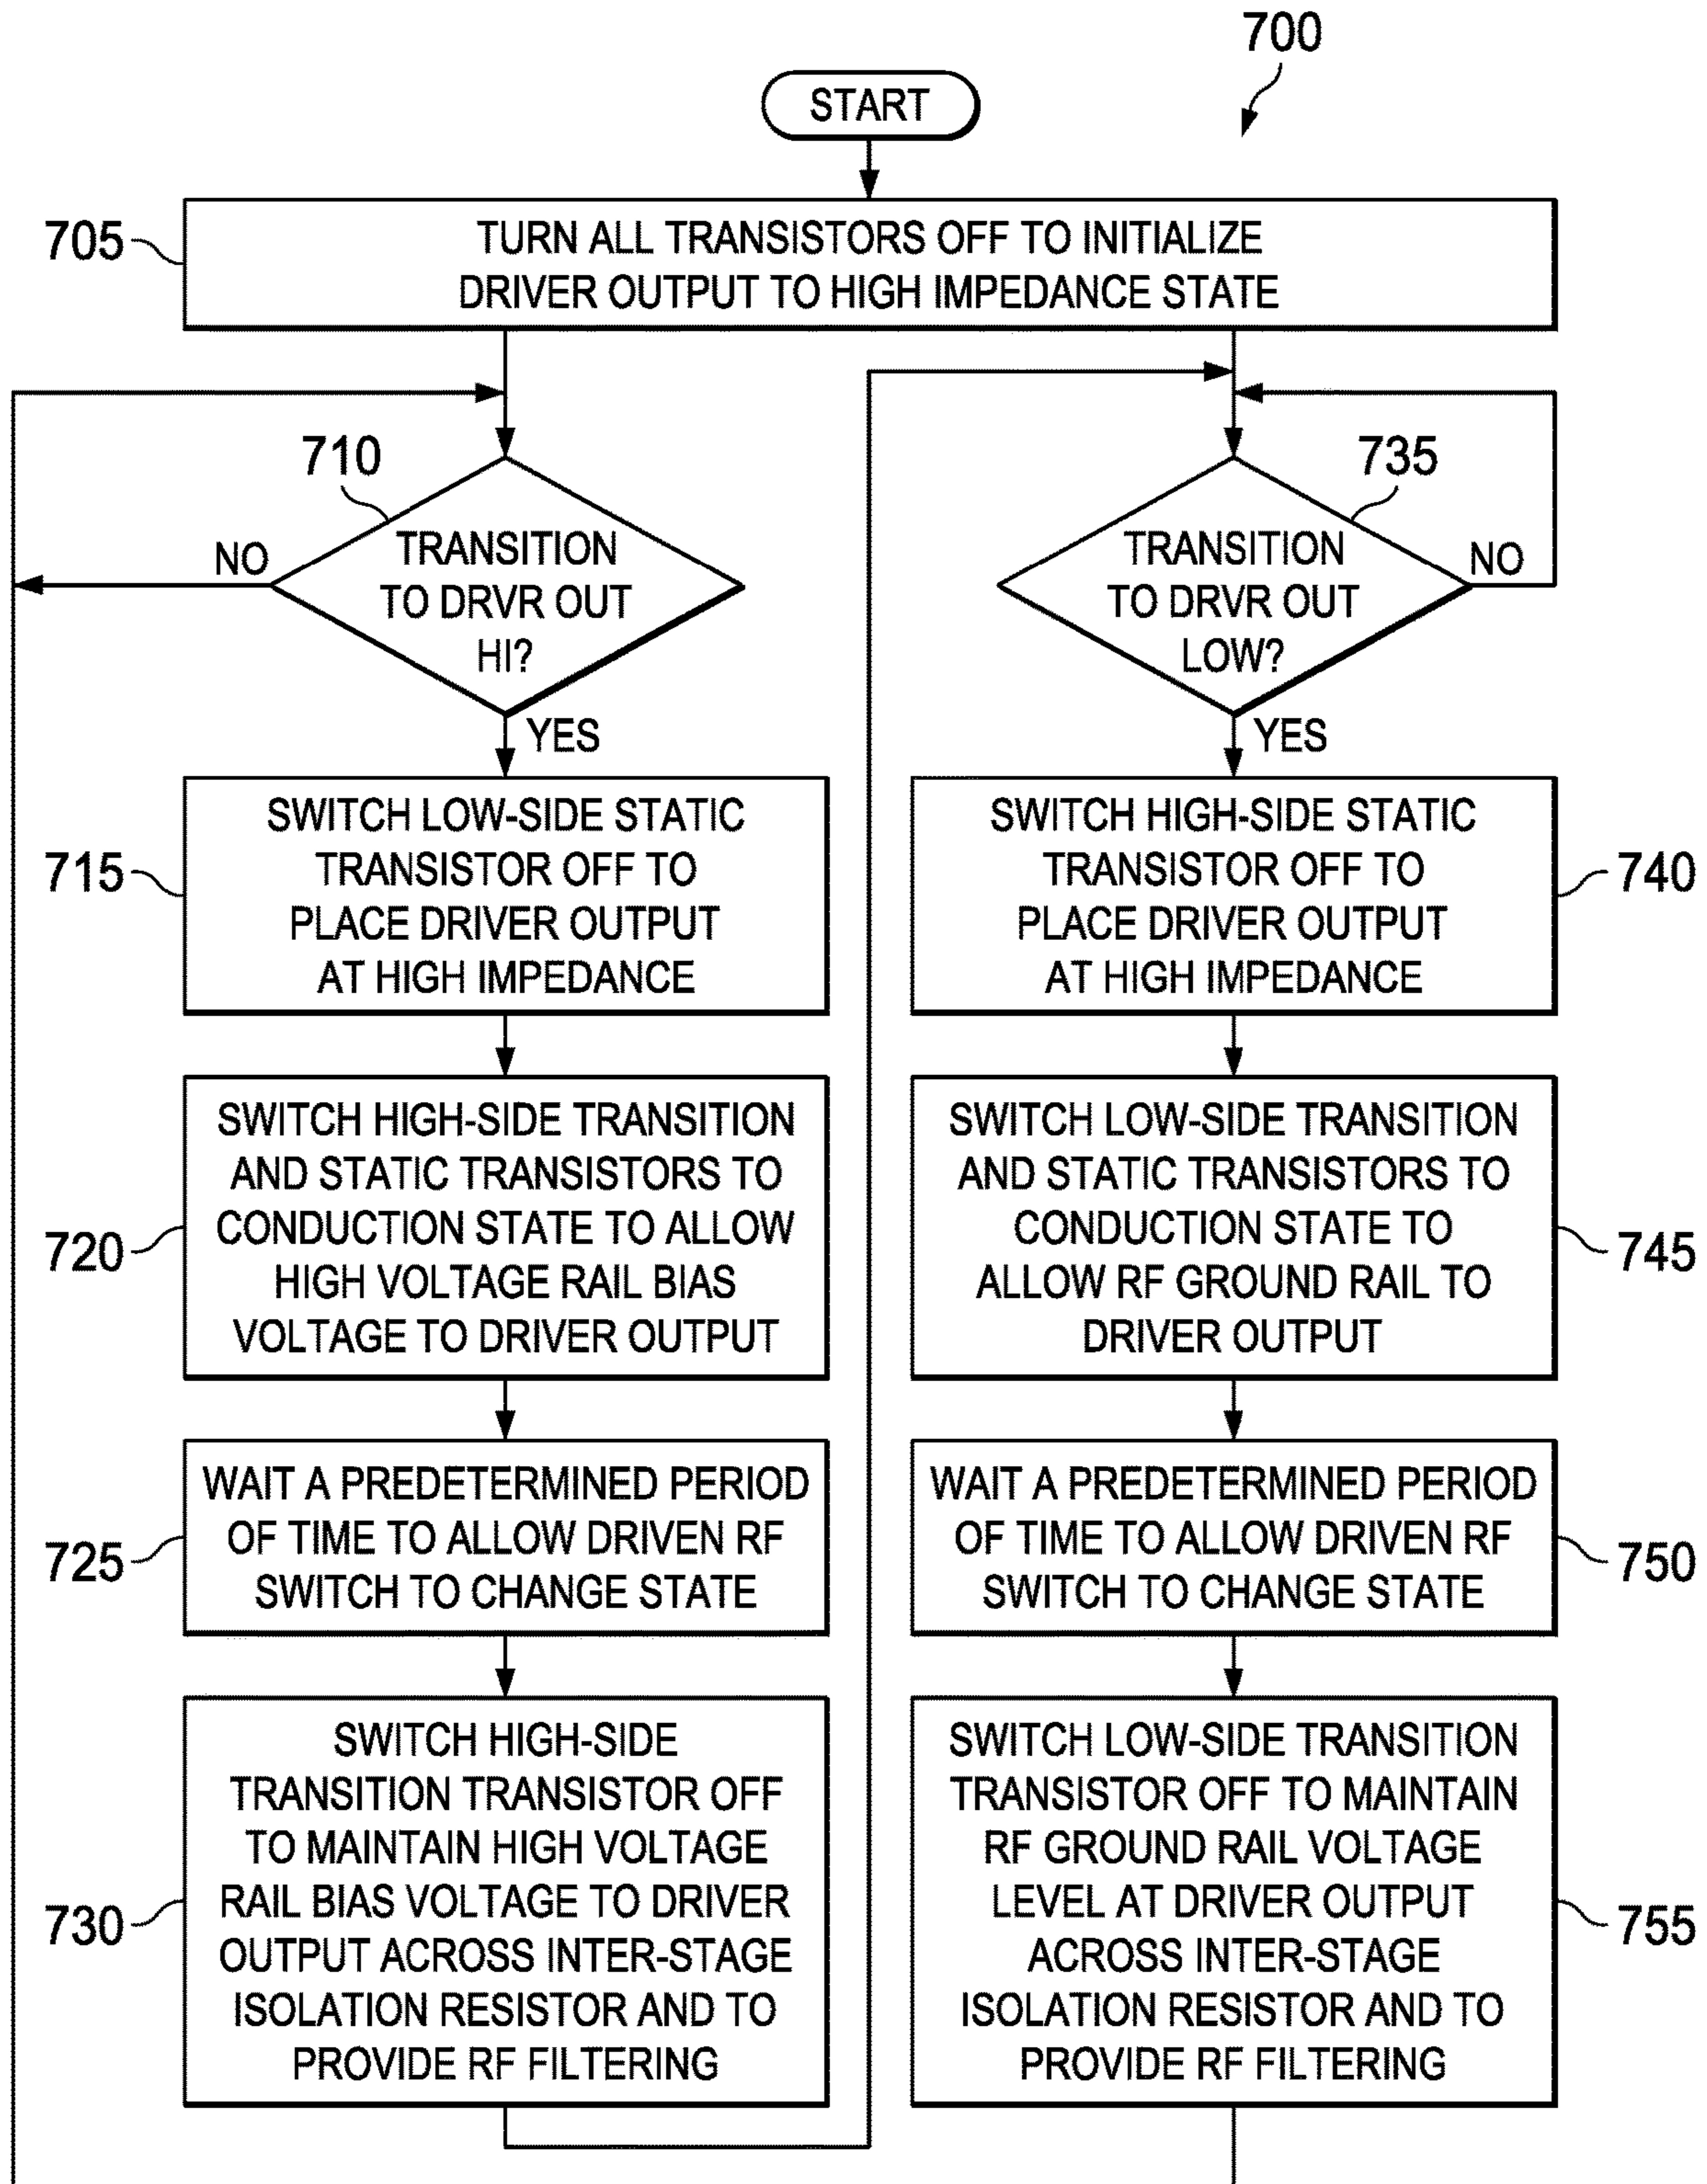 700
START
705
TURN ALL TRANSISTORS OFF TO INITIALIZE
DRIVER OUTPUT TO HIGH IMPEDANCE STATE
710
NO
TRANSITION
TO DRVR OUT
HI?
YES
715
SWITCH LOW-SIDE STATIC
TRANSISTOR OFF TO
PLACE DRIVER OUTPUT
AT HIGH IMPEDANCE
720
SWITCH HIGH-SIDE TRANSITION
AND STATIC TRANSISTORS TO
CONDUCTION STATE TO ALLOW
HIGH VOLTAGE RAIL BIAS
VOLTAGE TO DRIVER OUTPUT
725
WAIT A PREDETERMINED PERIOD
OF TIME TO ALLOW DRIVEN RF
SWITCH TO CHANGE STATE
730
SWITCH HIGH-SIDE
TRANSITION TRANSISTOR OFF
TO MAINTAIN HIGH VOLTAGE
RAIL BIAS VOLTAGE TO DRIVER
OUTPUT ACROSS INTER-STAGE
ISOLATION RESISTOR AND TO
PROVIDE RF FILTERING
735
TRANSITION
TO DRVR OUT
LOW?
NO
YES
SWITCH HIGH-SIDE STATIC
TRANSISTOR OFF TO
PLACE DRIVER OUTPUT
AT HIGH IMPEDANCE
740
SWITCH LOW-SIDE TRANSITION
AND STATIC TRANSISTORS TO
CONDUCTION STATE TO
ALLOW RF GROUND RAIL TO
DRIVER OUTPUT
745
WAIT A PREDETERMINED PERIOD
OF TIME TO ALLOW DRIVEN RF
SWITCH TO CHANGE STATE
750
SWITCH LOW-SIDE TRANSITION
TRANSISTOR OFF TO MAINTAIN
RF GROUND RAIL VOLTAGE
LEVEL AT DRIVER OUTPUT
ACROSS INTER-STAGE
ISOLATION RESISTOR AND TO
PROVIDE RF FILTERING
755